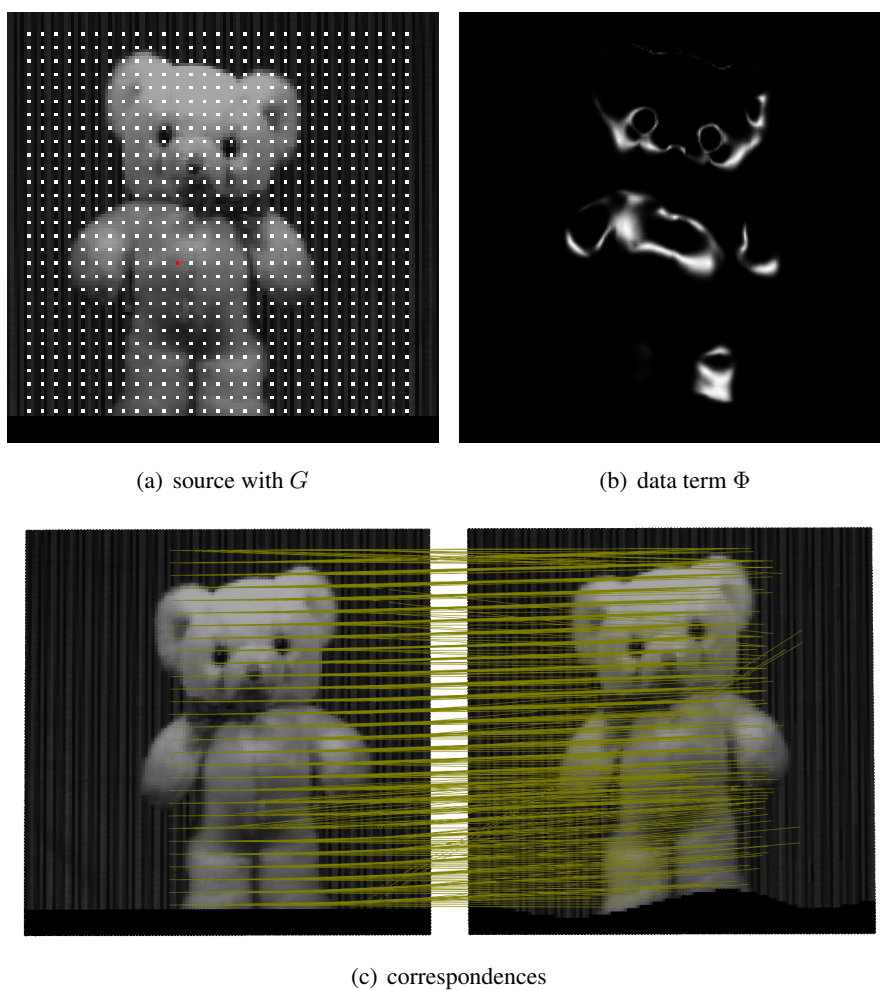 (a) source with G
(b) data term Φ
(c) correspondences